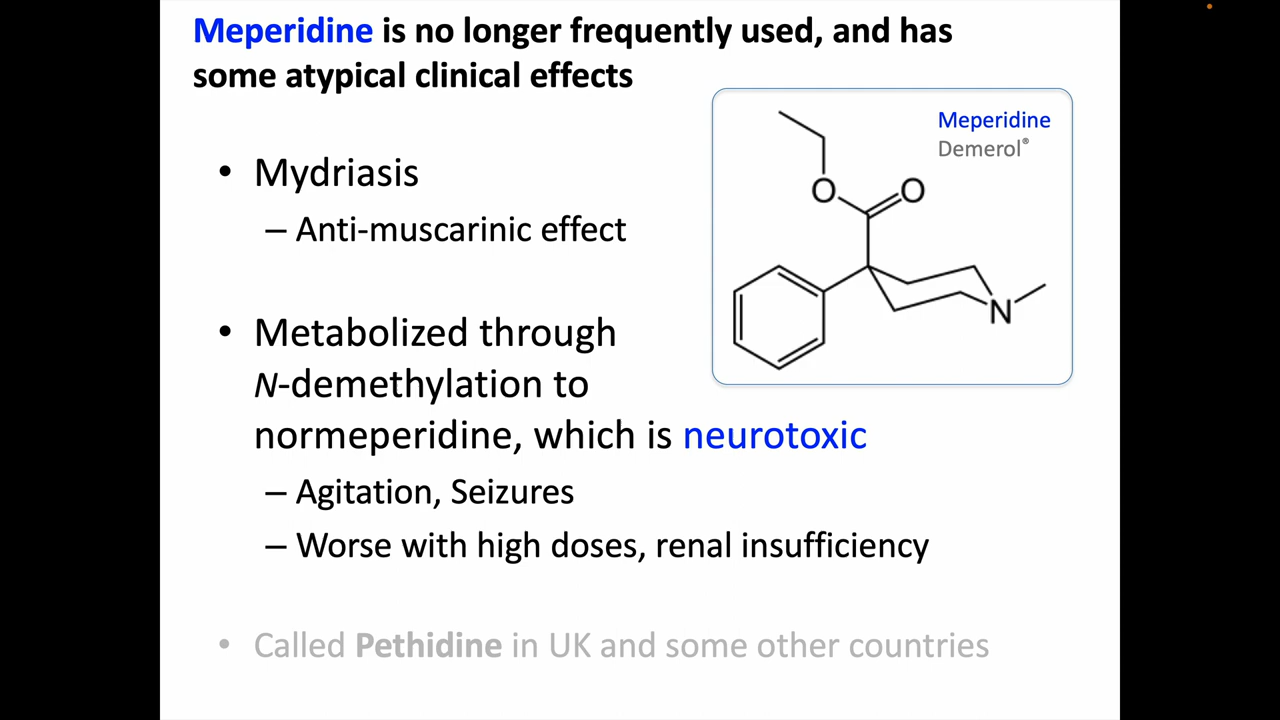 Meperidine is no longer frequently used, and has
some atypical clinical effects
Meperidine
Demerol®
• Mydriasis
– Anti-muscarinic effect
O
O
N
• Metabolized through
N-demethylation to
normeperidine, which is neurotoxic
– Agitation, Seizures
– Worse with high doses, renal insufficiency
• Called Pethidine in UK and some other countries